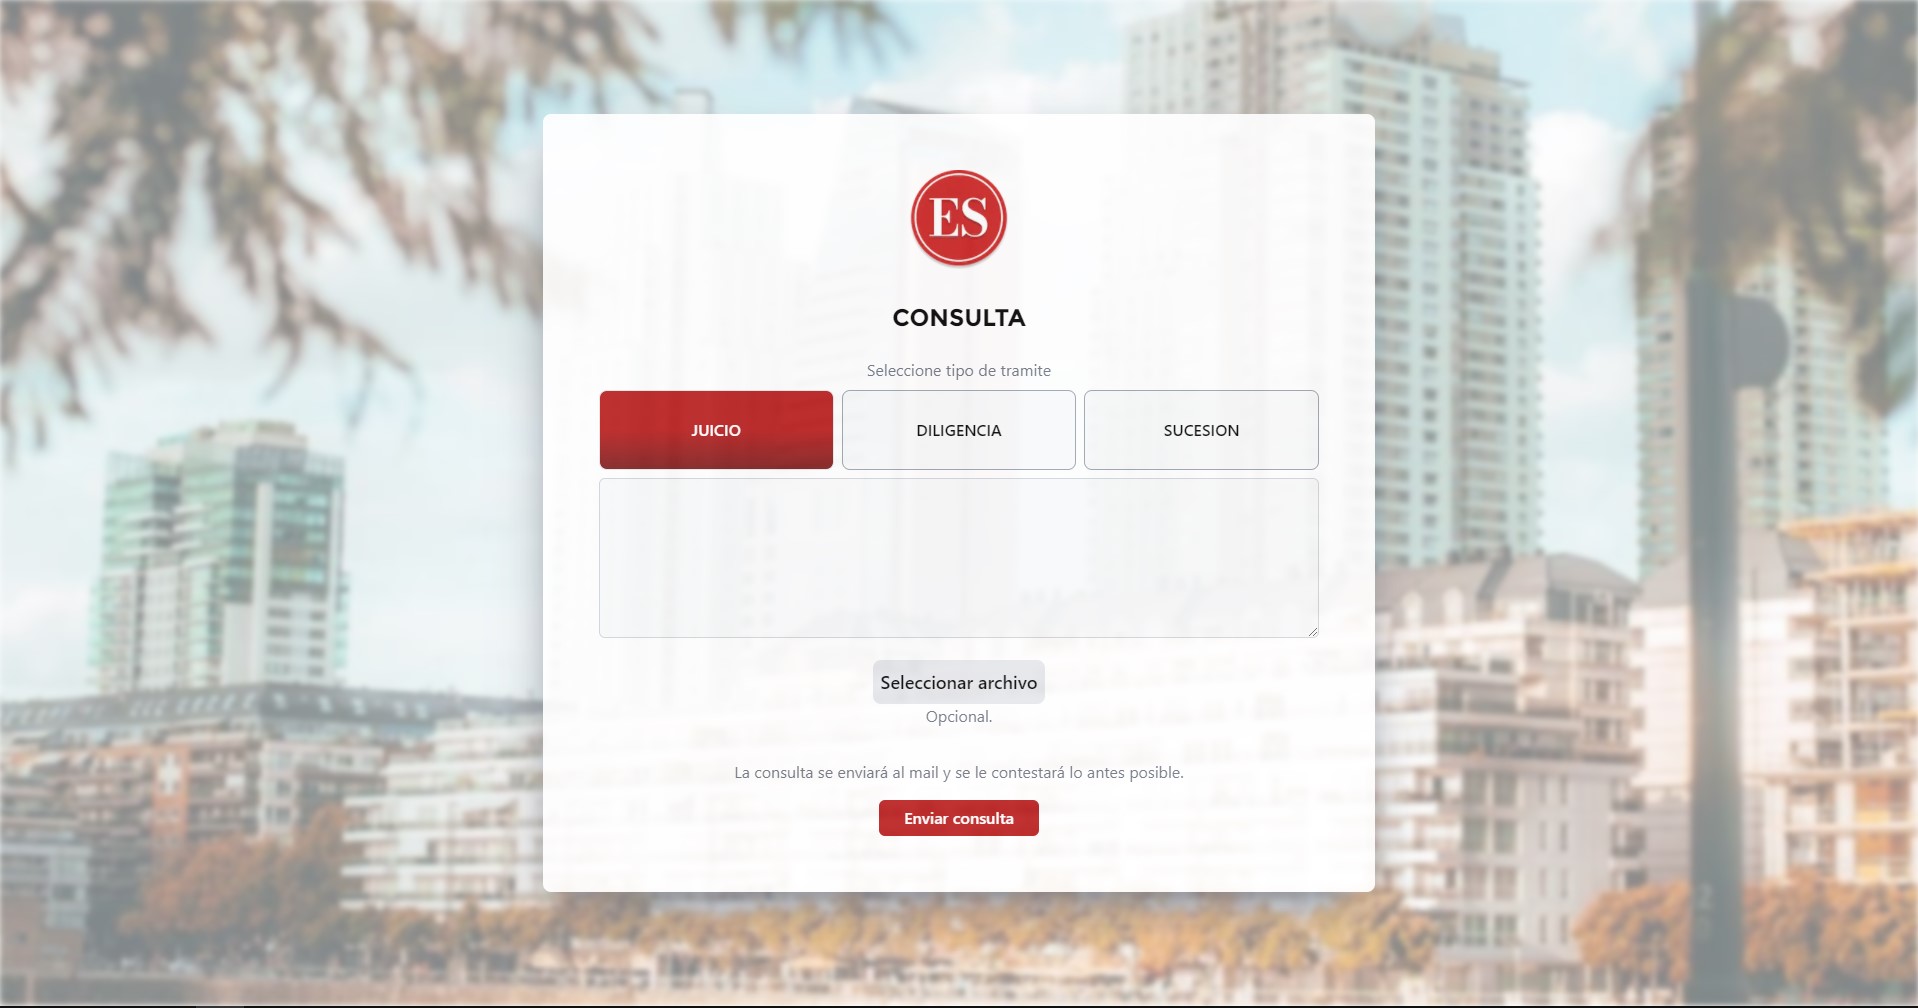 ES
CONSULTA
Seleccione tipo de tramite
JUICIO
DILIGENCIA
SUCESION
Seleccionar archivo
Opcional.
La consulta se enviará al mail y se le contestará lo antes posible.
Enviar consulta